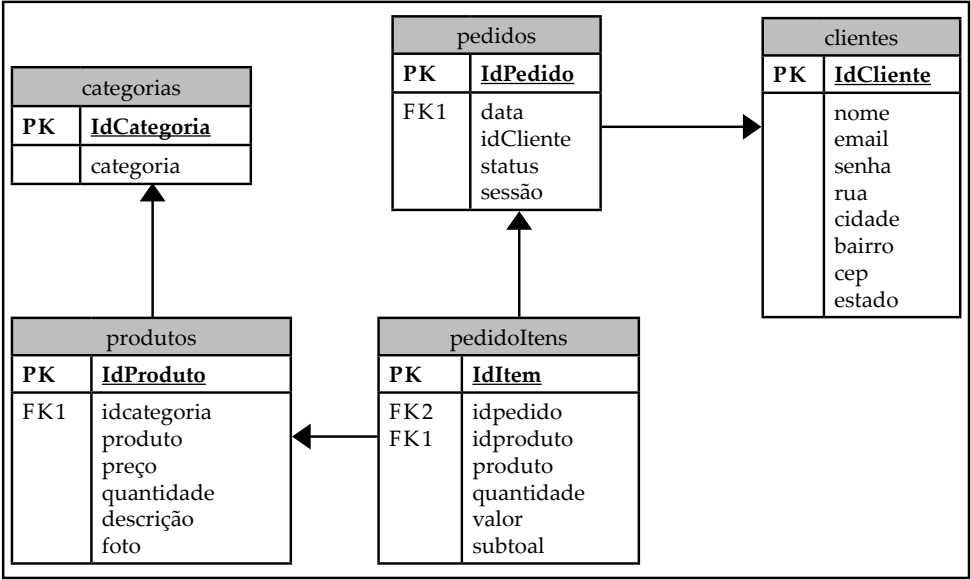 categorias
PK IdCategoria
categoria
pedidos
PK IdPedido
FK1 data
idCliente
status
sessão
clientes
PK IdCliente
nome
email
senha
rua
cidade
bairro
cep
estado
produtos
PK IdProduto
FK1 idcategoria
produto
preço
quantidade
descrição
foto
pedidoItens
PK IdItem
FK2 idpedido
FK1 idproduto
produto
quantidade
valor
subtoal